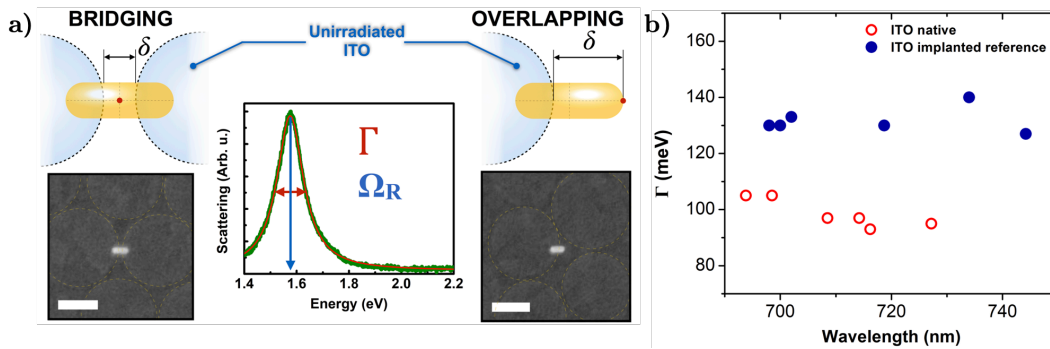 a)
BRIDGING
OVERLAPPING
δ
Unirradiated
ITO
δ
Scattering (Arb. u.)
Γ
Ω_R
1.4 1.6 1.8 2.0 2.2
Energy (eV)
b)
ITO native
ITO implanted reference
Γ (meV)
160
140
120
100
80
700 720 740
Wavelength (nm)